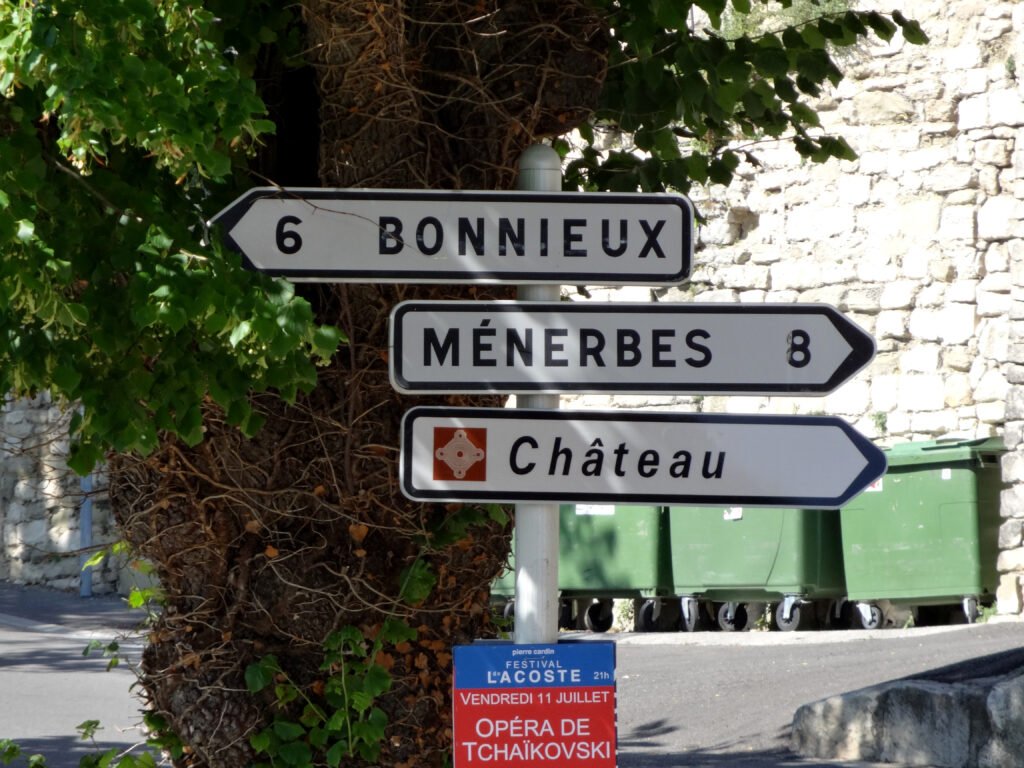 6 BONNIEUX
MÉNERBES 8
Château
pierre cardin
FESTIVAL
LACOSTE 21h
VENDREDI 11 JUILLET
OPÉRA DE
TCHAÏKOVSKI